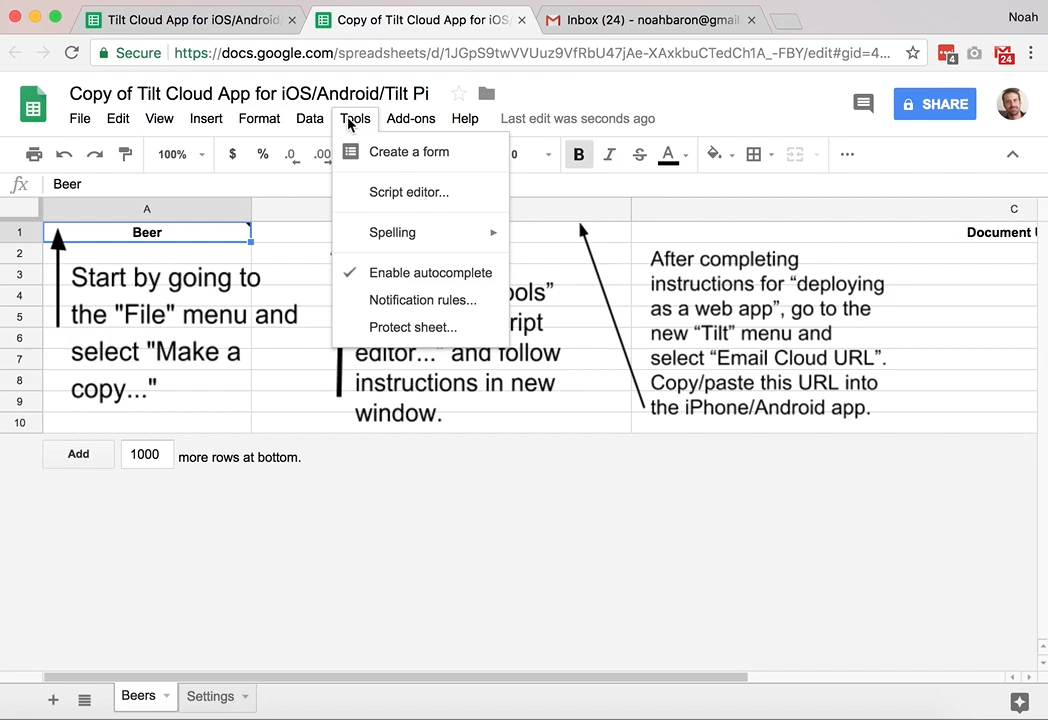 Tilt Cloud App for iOS/Android/
Copy of Tilt Cloud App for iOS/
Inbox (24) - noahbaron@gmail
Noah
Secure
https://docs.google.com/spreadsheets/d/1JGpS9twVVUuz9VfRbU47jAe-XAxkbuCTedCh1A_-FBY/edit#gid=4...
4
24
Copy of Tilt Cloud App for iOS/Android/Tilt Pi
File Edit View Insert Format Data Tools Add-ons Help Last edit was seconds ago
SHARE
100% $ % .0 .00 0 B I S A ...
fx Beer
Create a form
Script editor...
Spelling
Enable autocomplete
Notification rules...
Protect sheet...
A C
1 Beer Document
2
3
4
5
6
7
8
9
10
Start by going to
the "File" menu and
select "Make a
copy..."
ools”
ript
editor...” and follow
instructions in new
window.
After completing
instructions for “deploying
as a web app”, go to the
new “Tilt” menu and
select “Email Cloud URL”.
Copy/paste this URL into
the iPhone/Android app.
Add 1000 more rows at bottom.
Beers Settings